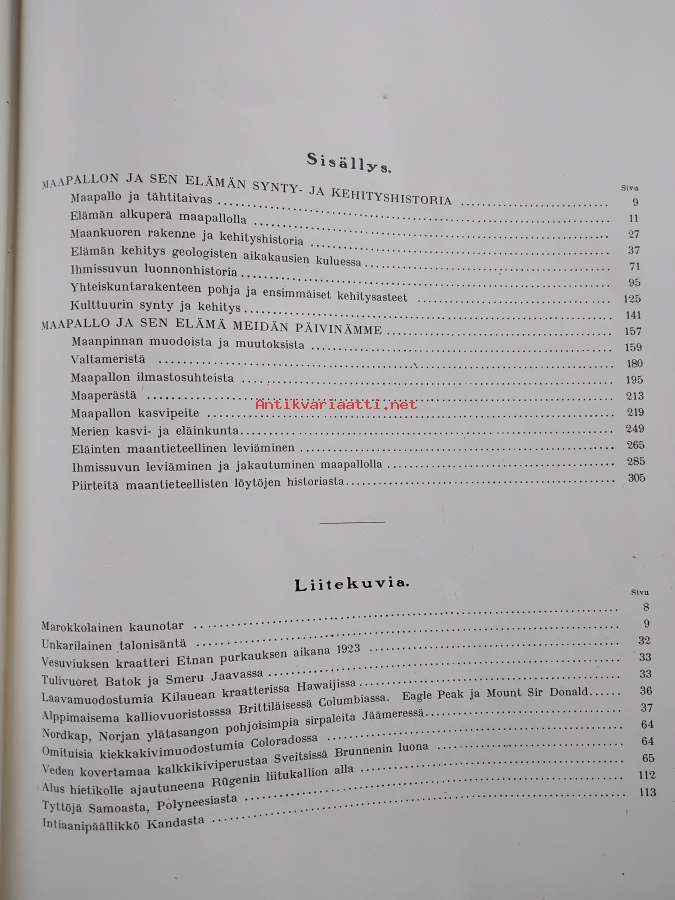 Sisällys.
Sivu
MAAPALLON JA SEN ELÄMÄN SYNTY- JA KEHITYSHISTORIA 9
Maapallo ja tähtitaivas 11
Elämän alkuperä maapallolla 27
Maankuoren rakenne ja kehityshistoria 37
Elämän kehitys geologisten aikakausien kuluessa 71
Ihmissuvun luonnonhistoria 95
Yhteiskuntarakenteen pohja ja ensimmäiset kehitysasteet 125
Kulttuurin synty ja kehitys 141
MAAPALLO JA SEN ELÄMÄ MEIDÄN PÄIVINÄMME 157
Maanpinnan muodoista ja muutoksista 159
Valtameristä 180
Maapallon ilmastosuhteista 195
Maaperästä 213
Maapallon kasvipeite 219
Merien kasvi- ja eläinkunta 249
Eläinten maantieteellinen leviäminen 265
Ihmissuvun leviäminen ja jakautuminen maapallolla 285
Piirteitä maantieteellisten löytöjen historiasta 305
Antikvariaatti.net
Liitekuvia.
Sivu
Marokkolainen kaunotar 8
Unkarilainen talonisäntä 9
Vesuviuksen kraatteri Etnan purkauksen aikana 1923 32
Tulivuoret Batok ja Smeru Jaavassa 33
Laavamuodostumia Kilauean kraatterissa Hawaijissa 33
Alppimaisema kalliovuoristosssa Brittiläisessä Columbiassa. Eagle Peak ja Mount Sir Donald 36
Nordkap, Norjan ylätasangon pohjoisimpia sirpaleita Jäämeressä 37
Omituisia kiekkakivimuodostumia Coloradossa 64
Veden kovertamaa kalkkikiviperustaa Sveitsissä Brunnenin luona 64
Alus hietikolle ajautuneena Rügenin liitukallion alla 65
Tyttöjä Samoasta, Polyneesiasta 112
Intiaanipäällikkö Kandasta 113